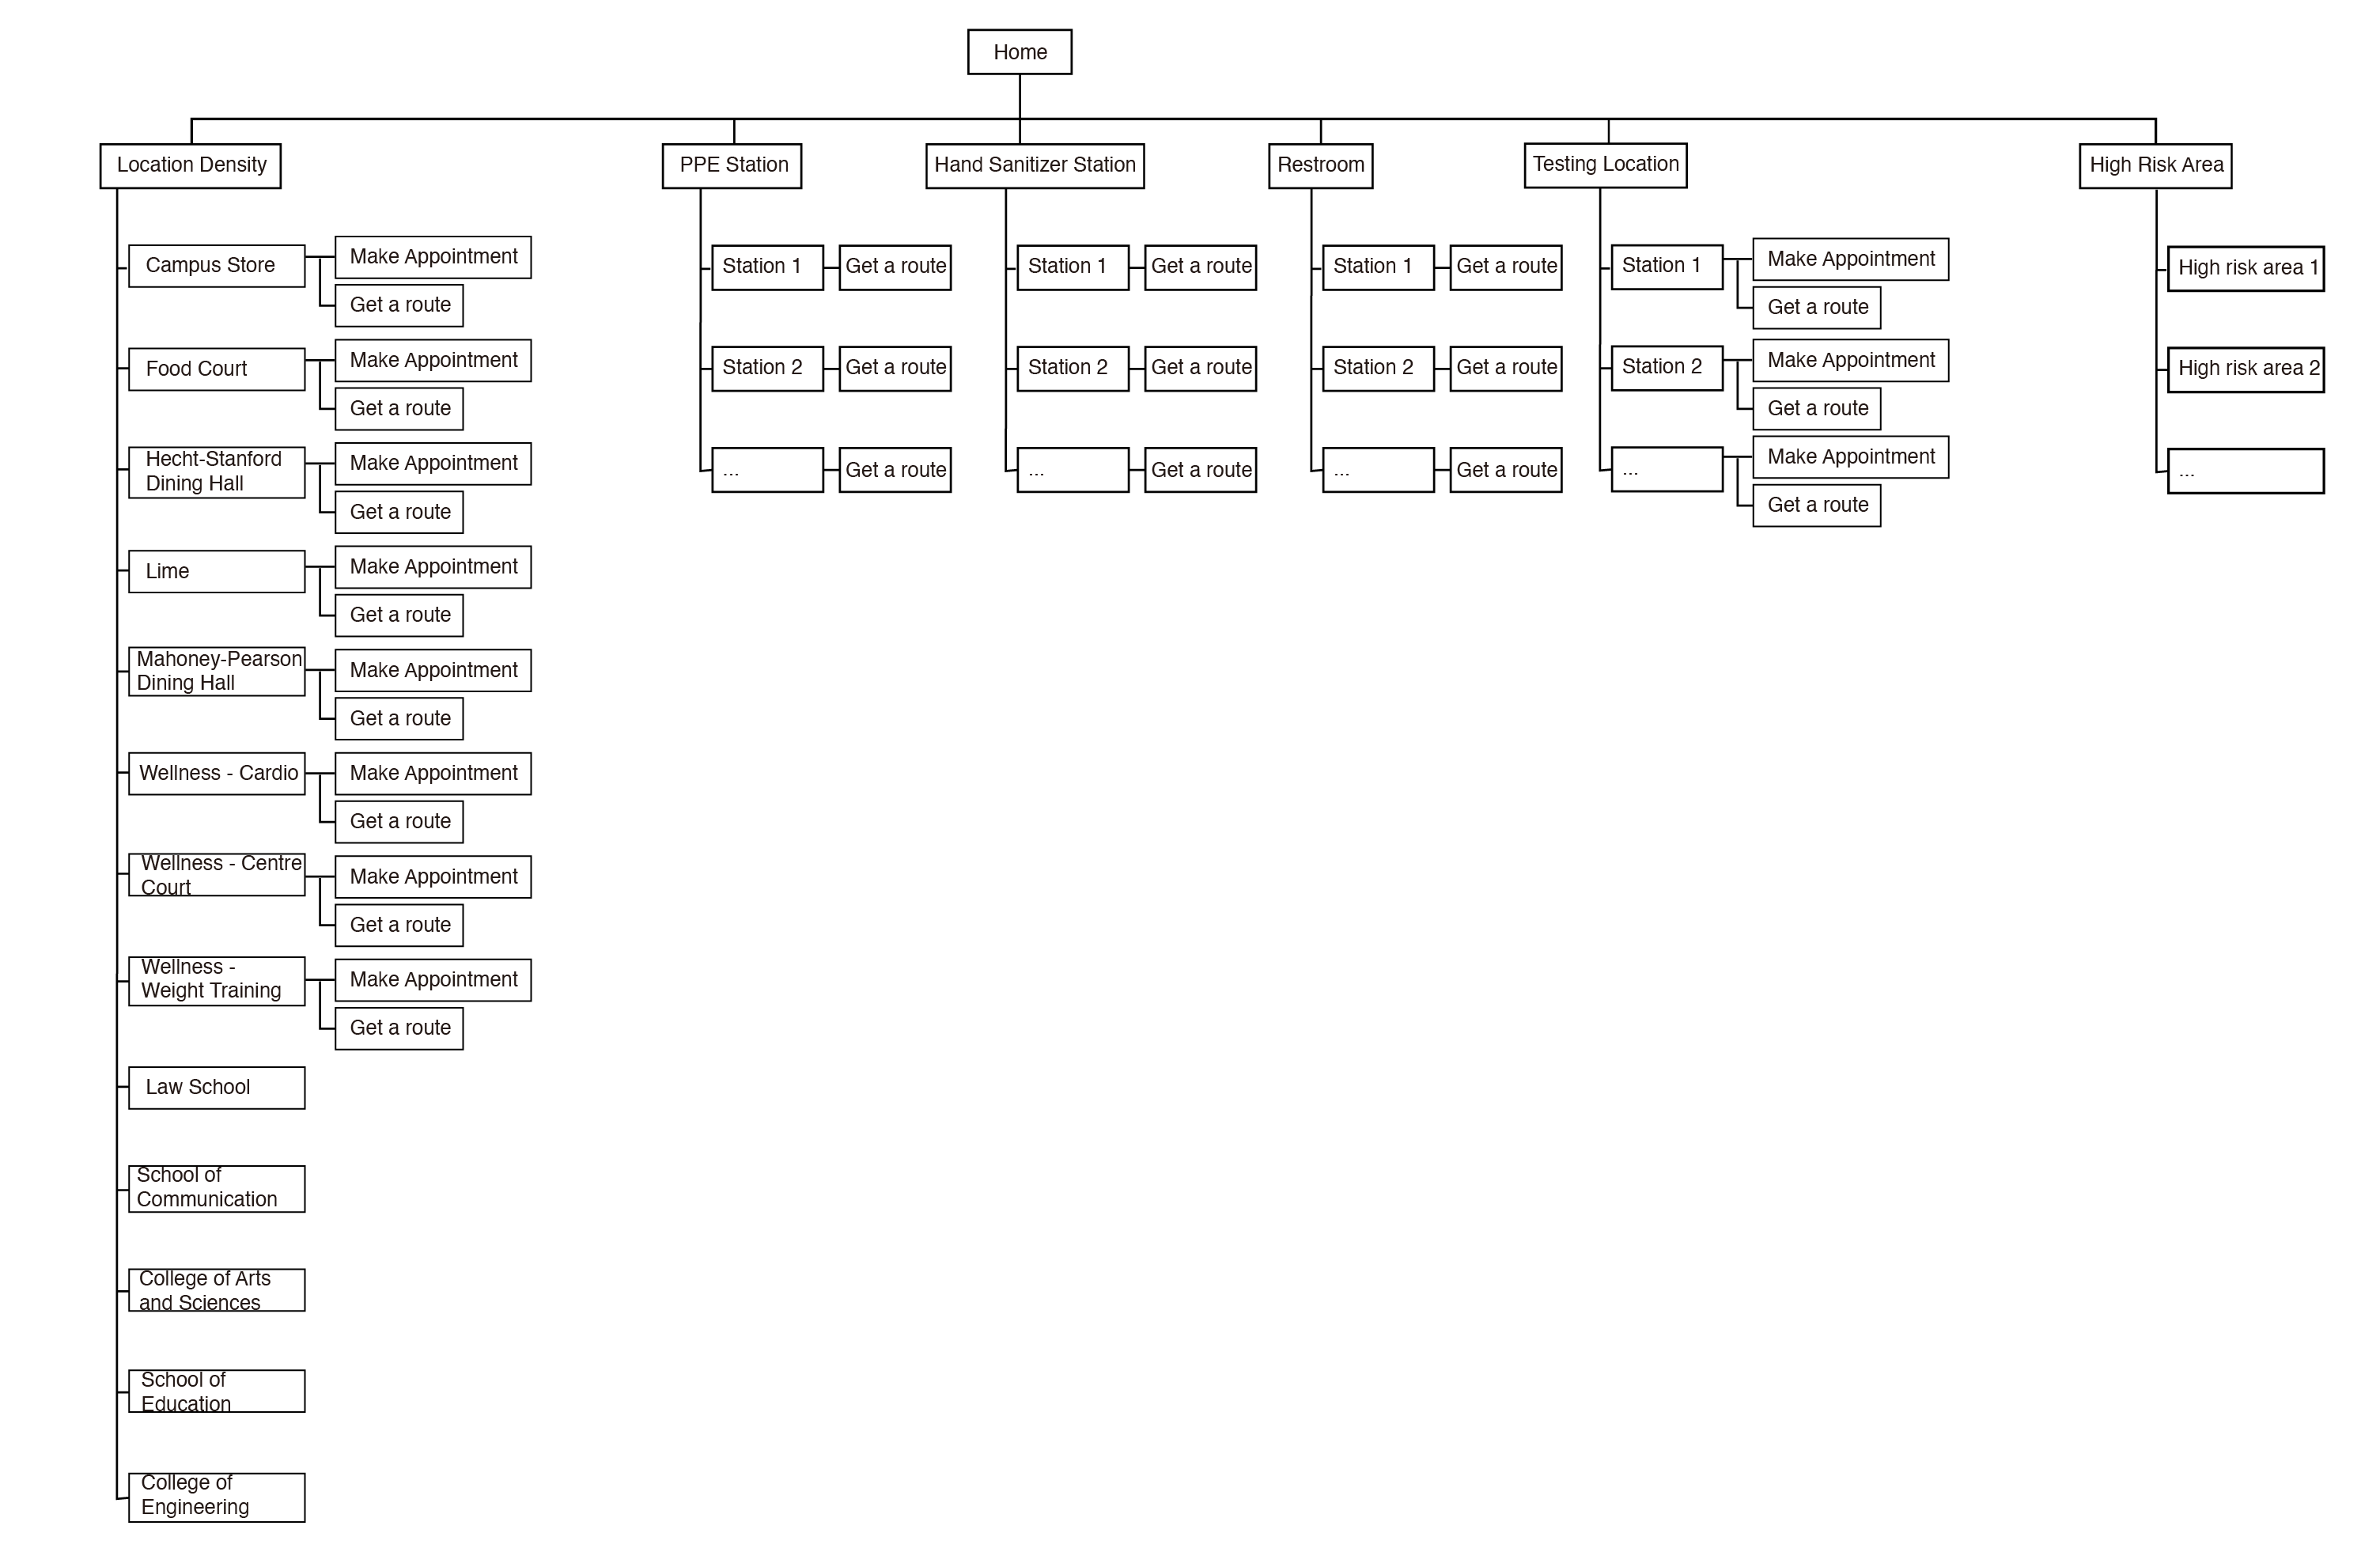 Home
Location Density
PPE Station
Hand Sanitizer Station
Restroom
Testing Location
High Risk Area
Campus Store
Make Appointment
Get a route
Food Court
Make Appointment
Get a route
Hecht-Stanford
Dining Hall
Make Appointment
Get a route
Lime
Make Appointment
Get a route
Mahoney-Pearson
Dining Hall
Make Appointment
Get a route
Wellness - Cardio
Make Appointment
Get a route
Wellness - Centre
Court
Make Appointment
Get a route
Wellness -
Weight Training
Make Appointment
Get a route
Law School
School of
Communication
College of Arts
and Sciences
School of
Education
College of
Engineering
Station 1
Get a route
Station 2
Get a route
...
Get a route
Station 1
Get a route
Station 2
Get a route
...
Get a route
Station 1
Get a route
Station 2
Get a route
...
Get a route
Station 1
Make Appointment
Get a route
Station 2
Make Appointment
Get a route
...
Make Appointment
Get a route
High risk area 1
High risk area 2
...